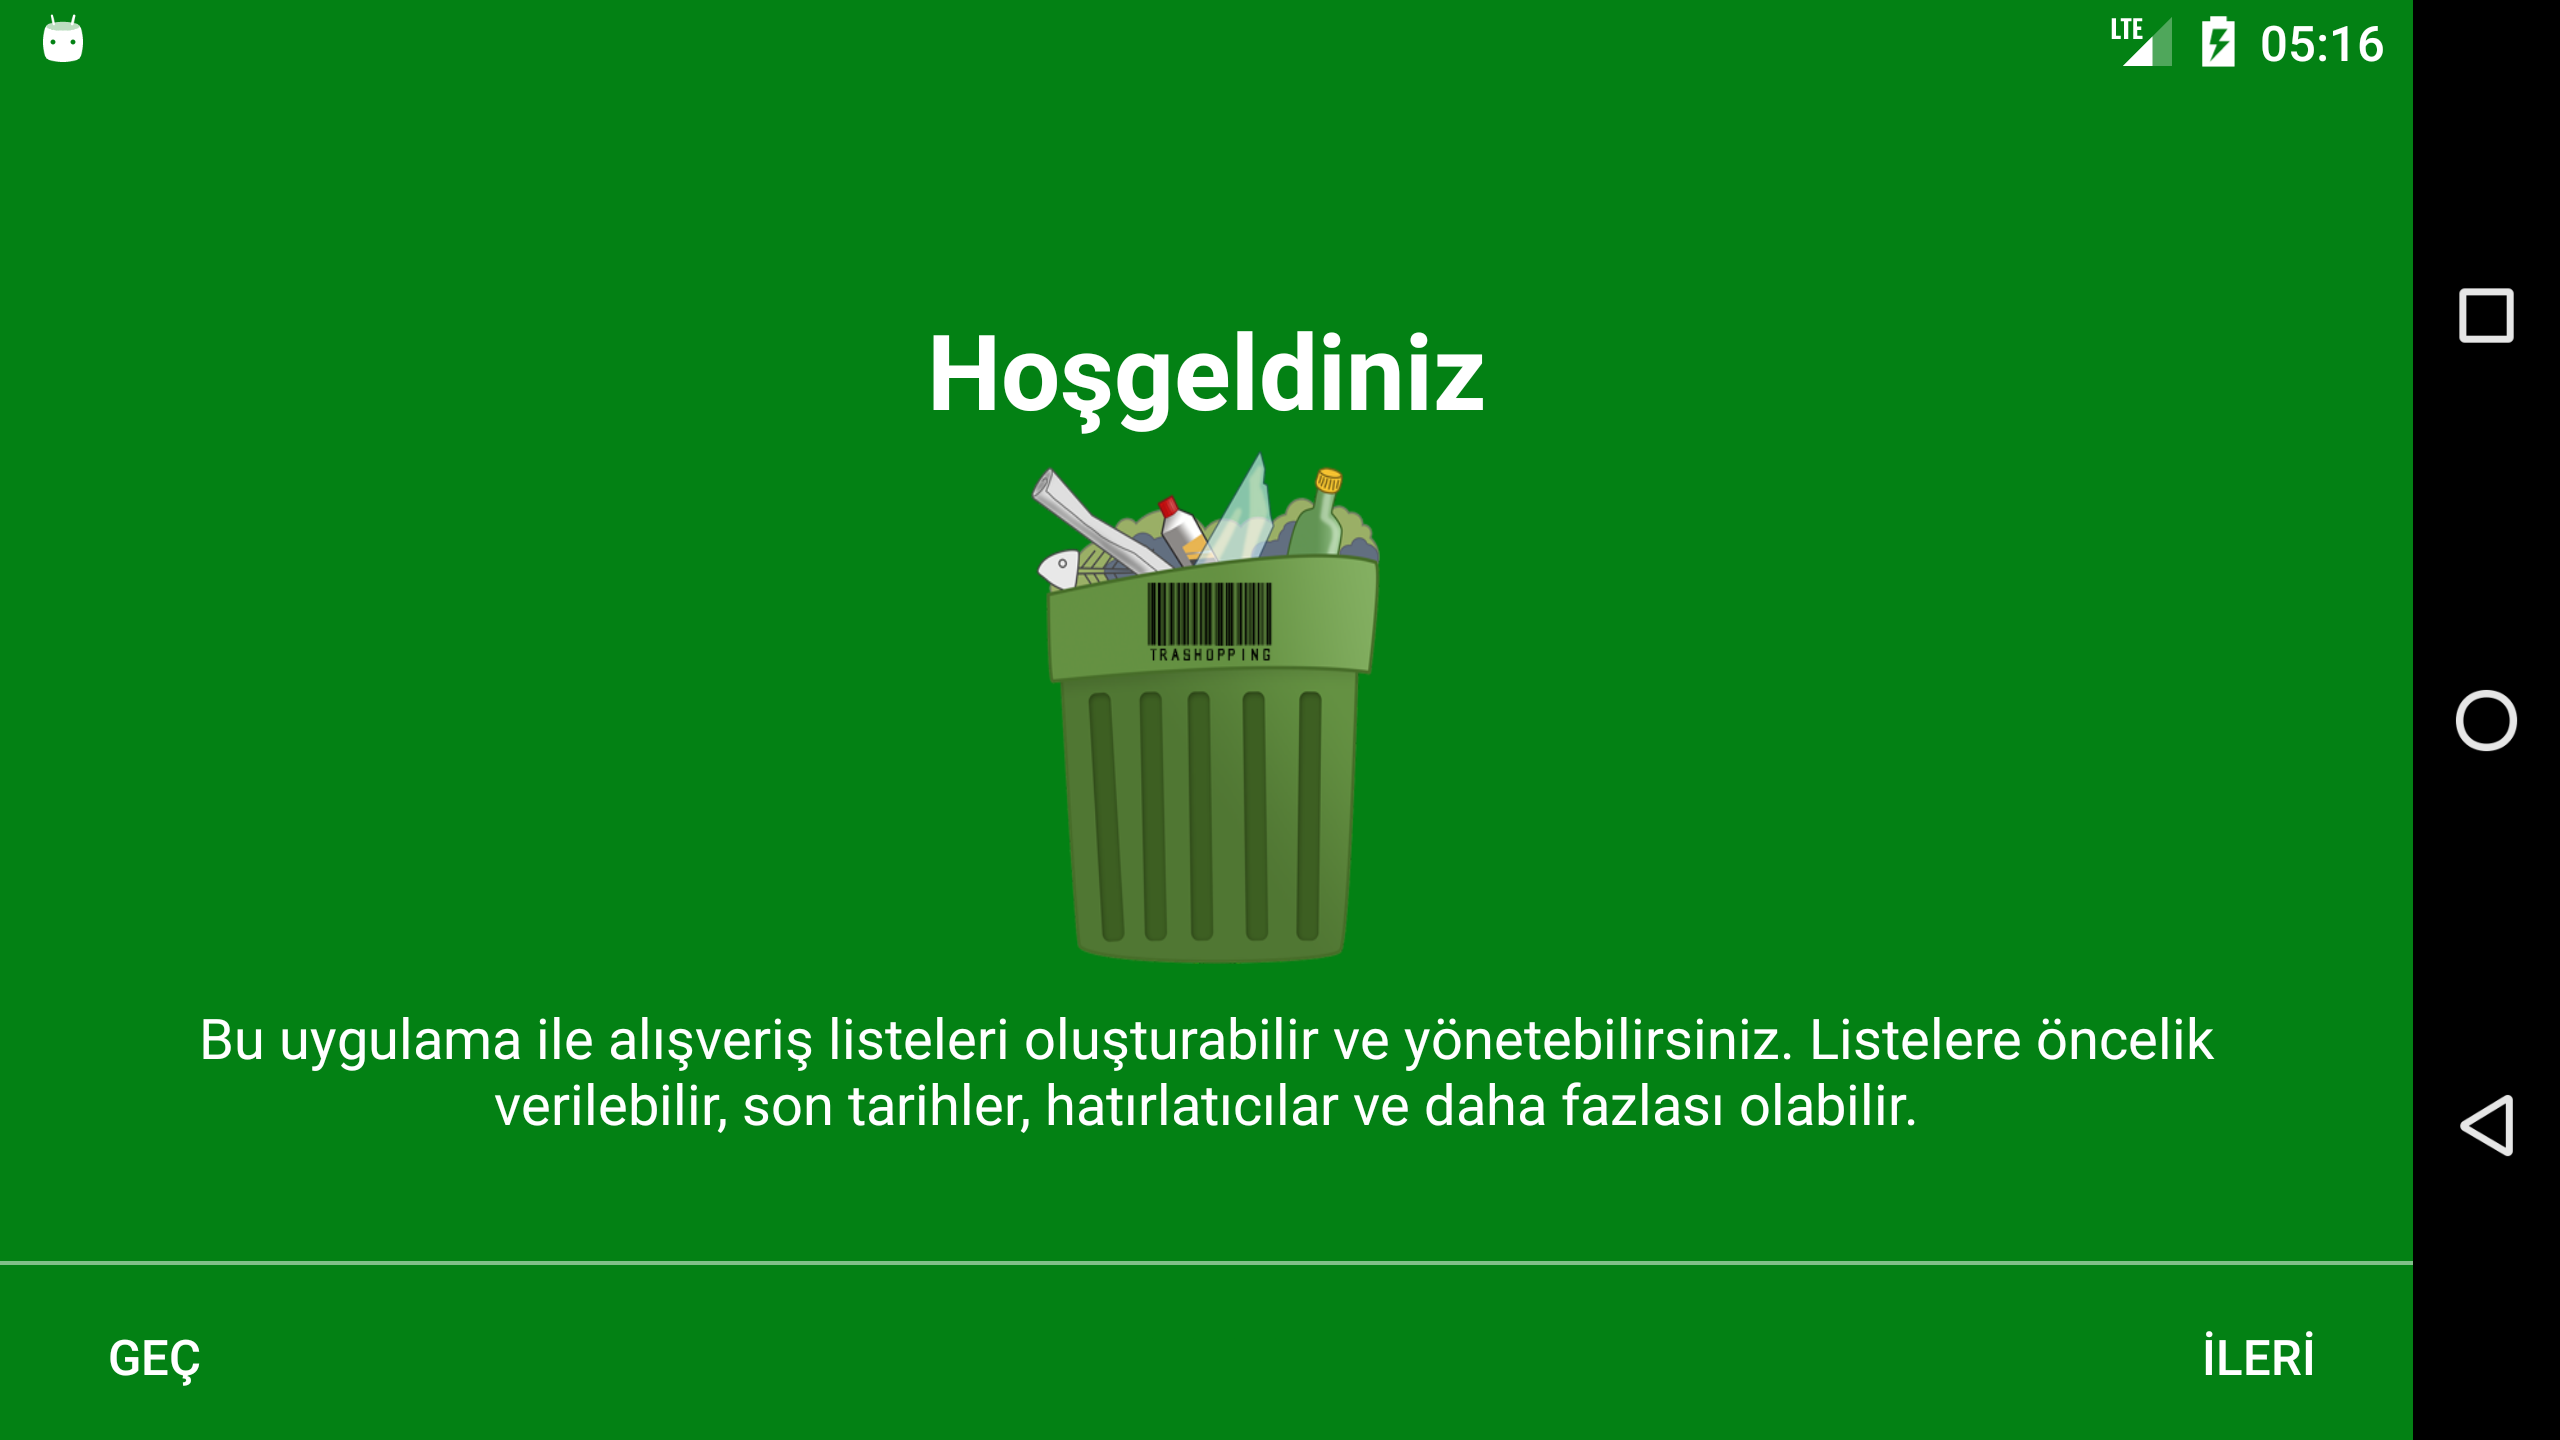 LTE 05:16
Hoşgeldiniz
TRASHOPPING
Bu uygulama ile alışveriş listeleri oluşturabilir ve yönetebilirsiniz. Listelere öncelik
verilebilir, son tarihler, hatırlatıcılar ve daha fazlası olabilir.
GEÇ
İLERİ